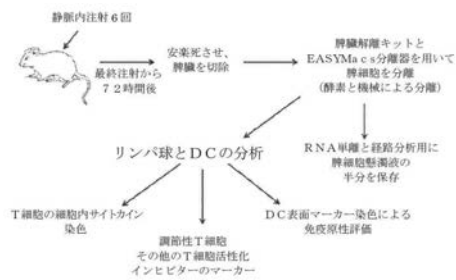 静脈内注射６回
最終注射から
７２時間後
安楽死させ、
脾臓を切除
脾臓解離キットと
EASYMacs分離器を用いて
脾細胞を分離
（酵素と機械による分離）
リンパ球とDCの分析
RNA単離と経路分析用に
脾細胞懸濁液の
半分を保存
T細胞の細胞内サイトカイン
染色
調節性T細胞
その他のT細胞活性化
インヒビターのマーカー
DC表面マーカー染色による
免疫原性評価